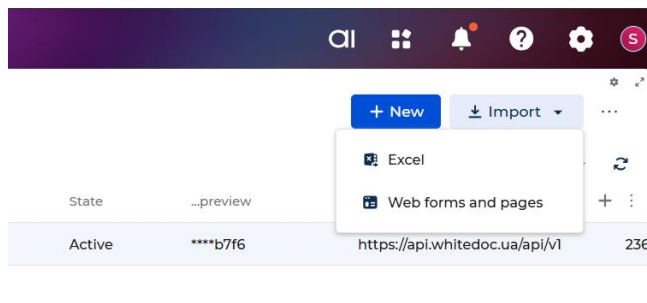 ai
?
S
+ New
Import
...
Excel
Web forms and pages
State
...preview
+
Active
****b7f6
https://api.whitedoc.ua/api/v1
236